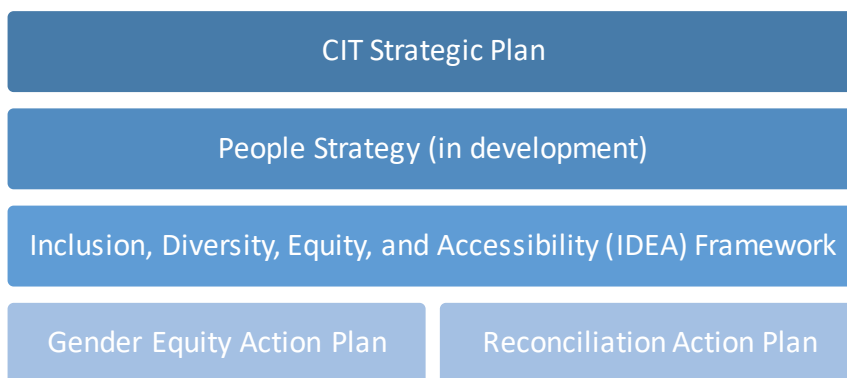 CIT Strategic Plan
People Strategy (in development)
Inclusion, Diversity, Equity, and Accessibility (IDEA) Framework
Gender Equity Action Plan
Reconciliation Action Plan